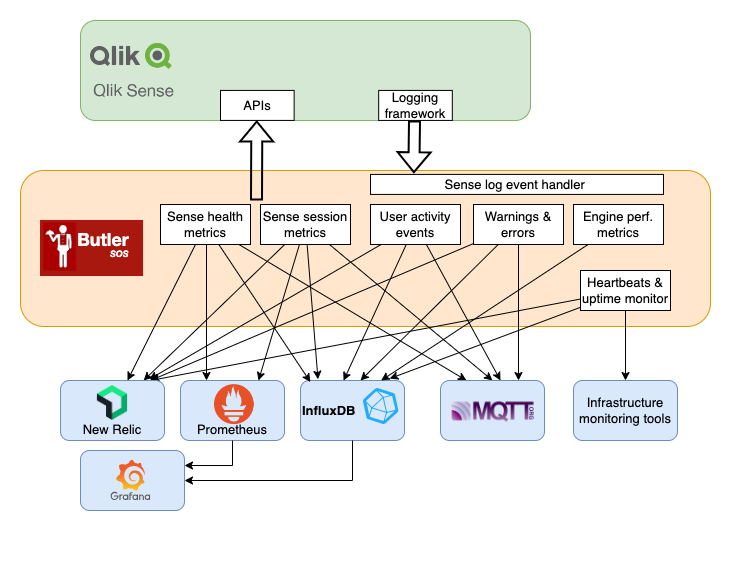 Qlik
Qlik Sense
APIs
Logging
framework
Sense log event handler
Sense health
metrics
Sense session
metrics
User activity
events
Warnings &
errors
Engine perf.
metrics
Butler
SOS
Heartbeats &
uptime monitor
New Relic
Prometheus
InfluxDB
MQTT
.ORG
Infrastructure
monitoring tools
Grafana